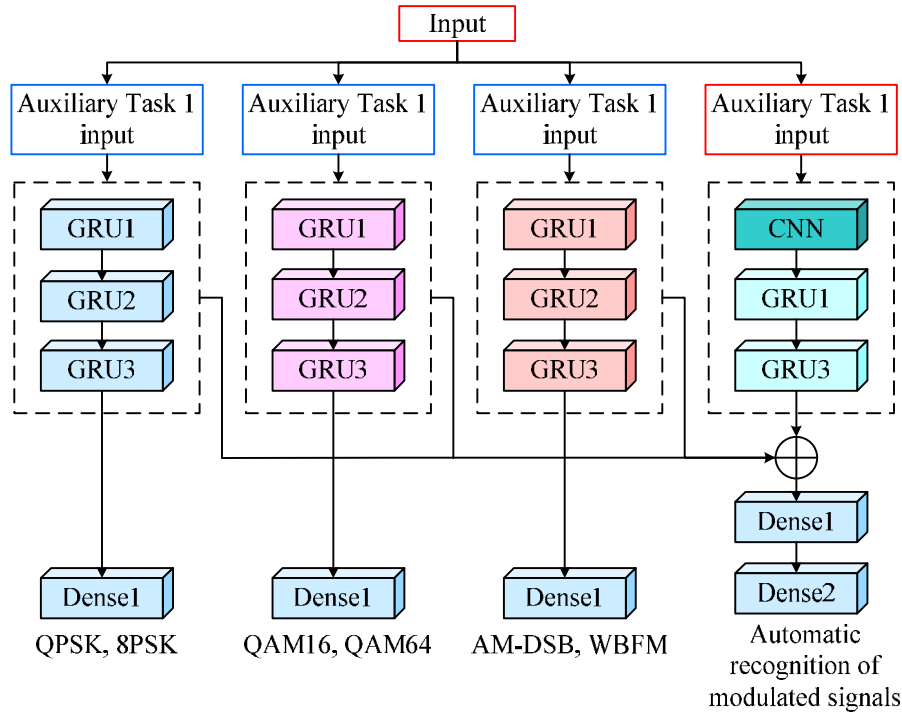 Input
Auxiliary Task 1
input
Auxiliary Task 1
input
Auxiliary Task 1
input
Auxiliary Task 1
input
GRU1
GRU2
GRU3
Dense1
QPSK, 8PSK
GRU1
GRU2
GRU3
Dense1
QAM16, QAM64
GRU1
GRU2
GRU3
Dense1
AM-DSB, WBFM
CNN
GRU1
GRU3
Dense1
Dense2
Automatic
recognition of
modulated signals